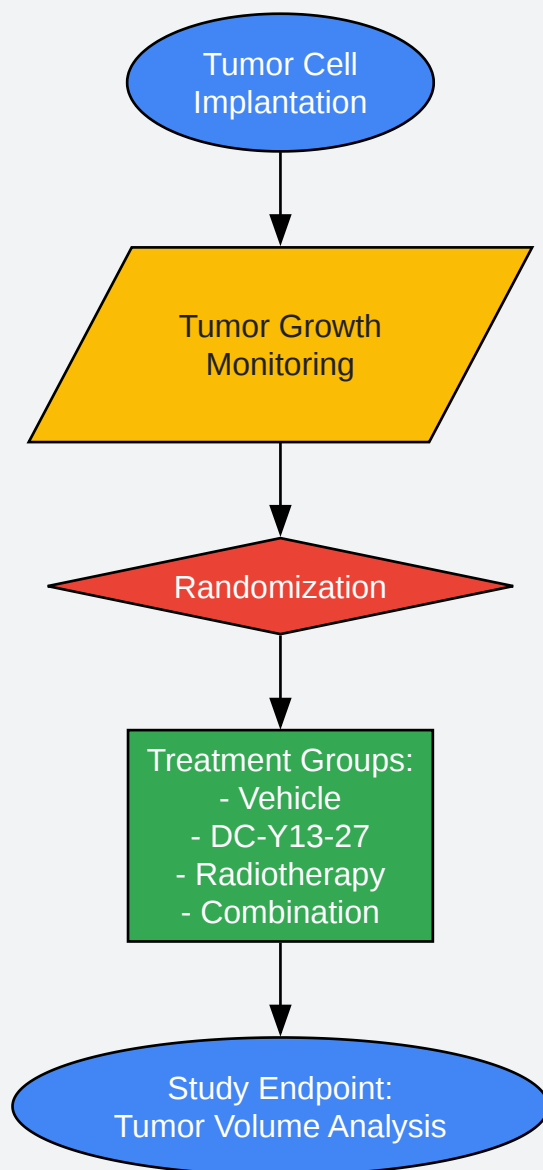 Tumor Cell
Implantation
Tumor Growth
Monitoring
Randomization
Treatment Groups:
- Vehicle
- DC-Y13-27
- Radiotherapy
- Combination
Study Endpoint:
Tumor Volume Analysis